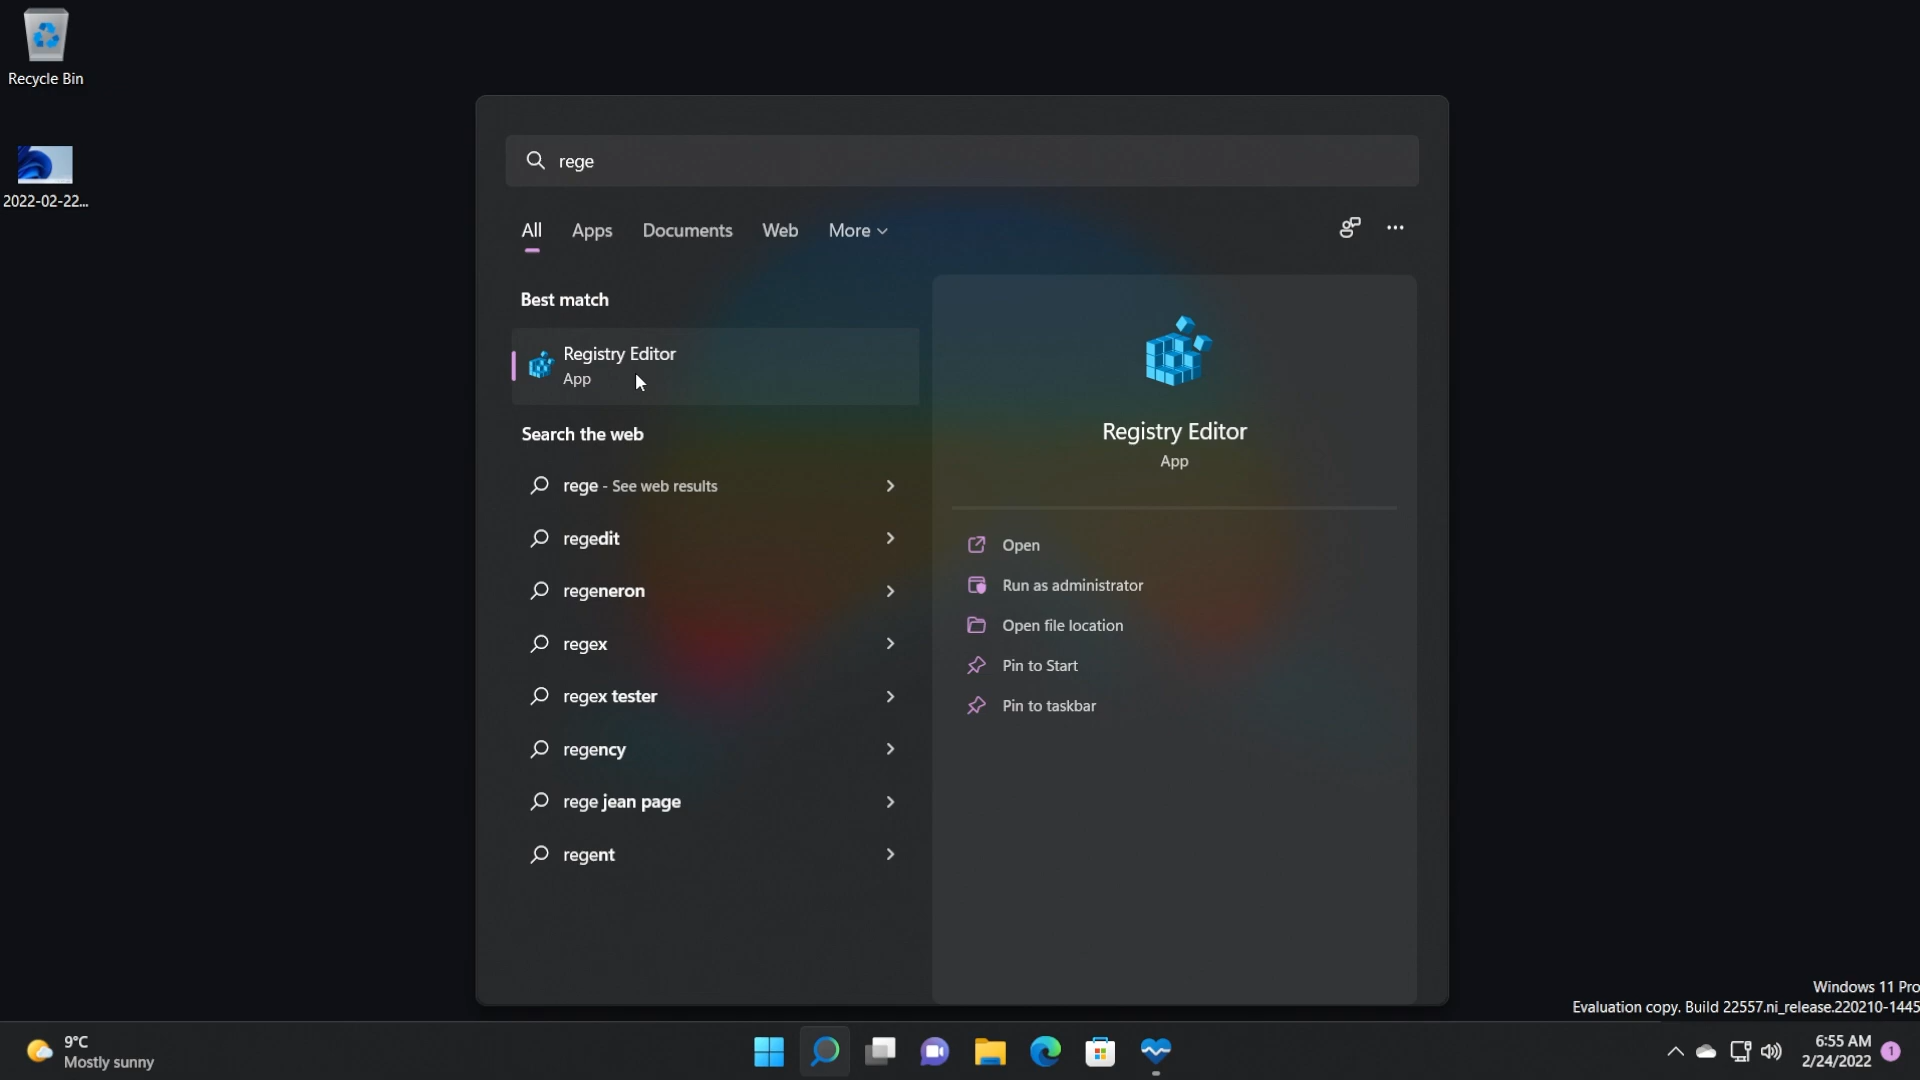 Recycle Bin
2022-02-22...
rege
All Apps Documents Web More
Best match
Registry Editor
App
Search the web
rege - See web results
regedit
regeneron
regex
regex tester
regency
rege jean page
regent
Registry Editor
App
Open
Run as administrator
Open file location
Pin to Start
Pin to taskbar
Windows 11 Pro
Evaluation copy. Build 22557.ni_release.220210-1445
9°C
Mostly sunny
6:55 AM
2/24/2022
1